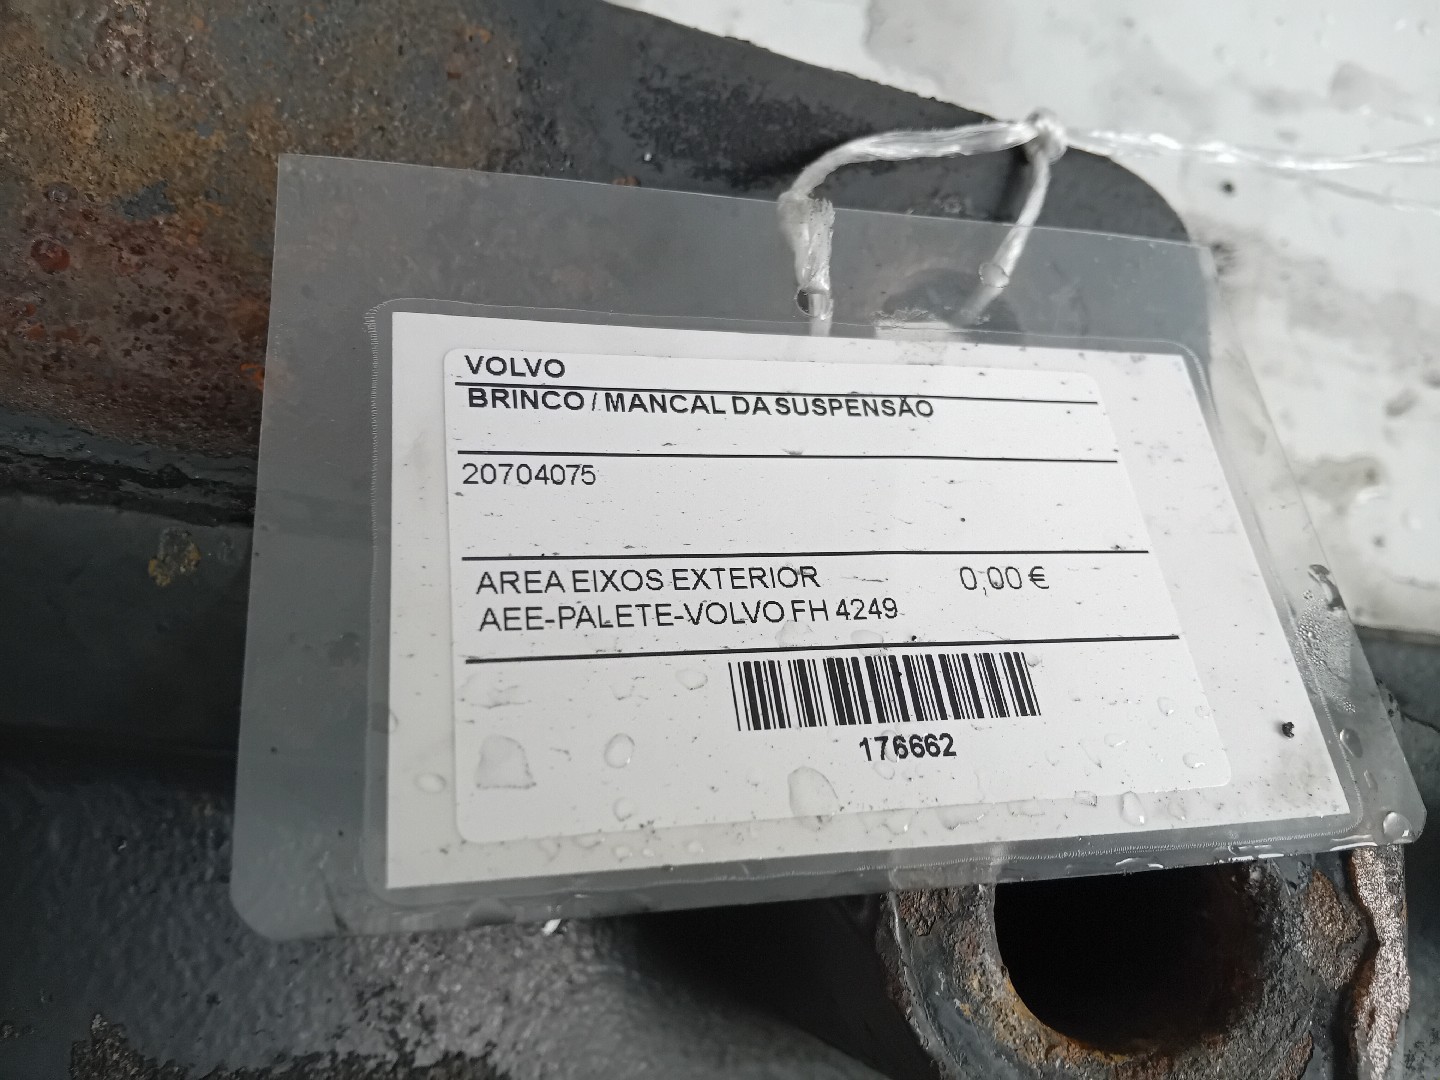 VOLVO
BRINCO / MANCAL DA SUSPENSÃO
20704075
AREA EIXOS EXTERIOR 0,00 €
AEE-PALETE-VOLVO FH 4249
176662